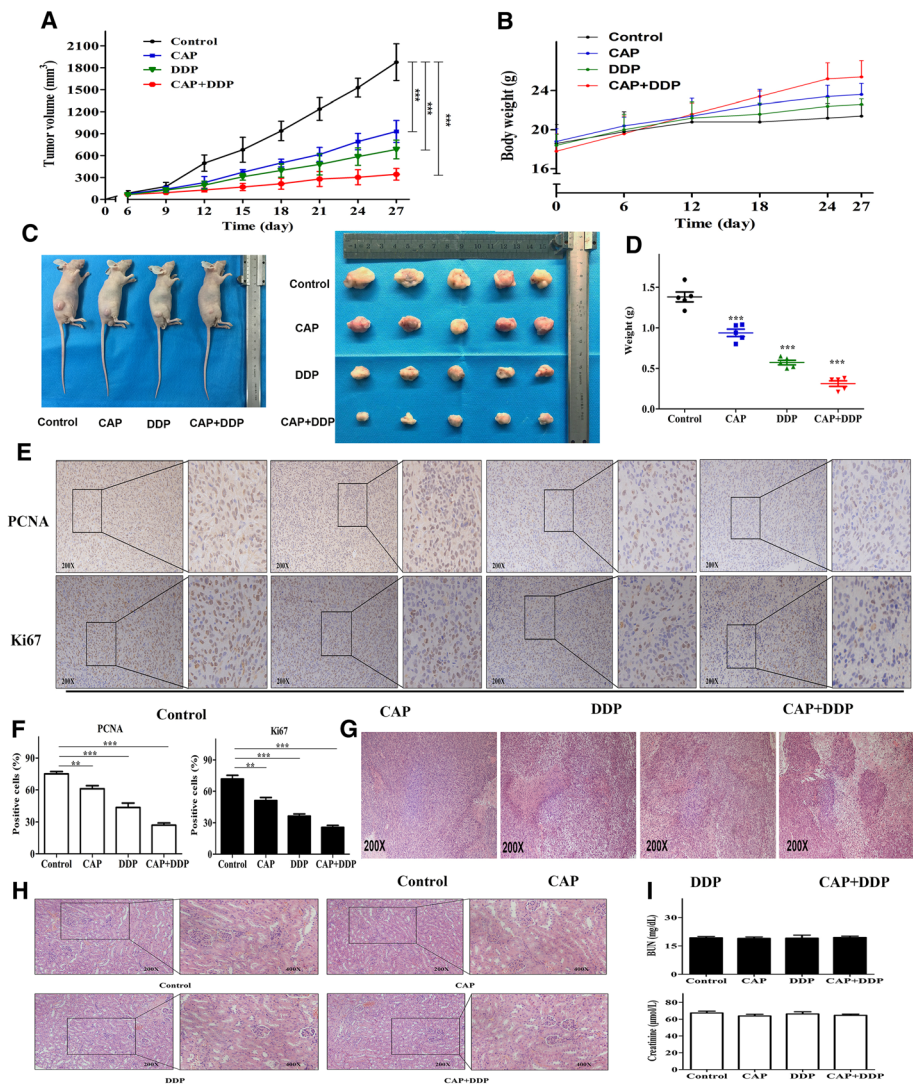 A
Tumor volume (mm³)
2100
1800
1500
1200
900
600
300
0
Control
CAP
DDP
CAP+DDP
***
***
***
0 6 9 12 15 18 21 24 27
Time (day)
B
Body weight (g)
24
20
16
Control
CAP
DDP
CAP+DDP
0 6 12 18 24 27
Time (day)
C
Control CAP DDP CAP+DDP
Control
CAP
DDP
CAP+DDP
D
Weight (g)
2.0
1.5
1.0
0.5
0.0
***
***
***
Control CAP DDP CAP+DDP
E
PCNA
200X 200X 200X 200X
Ki67
200X 200X 200X 200X
Control CAP DDP CAP+DDP
F
PCNA
Positive cells (%)
90
60
30
0
***
***
**
Control CAP DDP CAP+DDP
Ki67
Positive cells (%)
90
60
30
0
***
***
**
Control CAP DDP CAP+DDP
G
200X 200X 200X 200X
Control CAP DDP CAP+DDP
H
200X 400X 200X 400X
Control CAP
200X 400X 200X 400X
DDP CAP+DDP
I
BUN (mg/dL)
40
30
20
10
0
Control CAP DDP CAP+DDP
Creatinine (μmol/L)
90
60
30
0
Control CAP DDP CAP+DDP